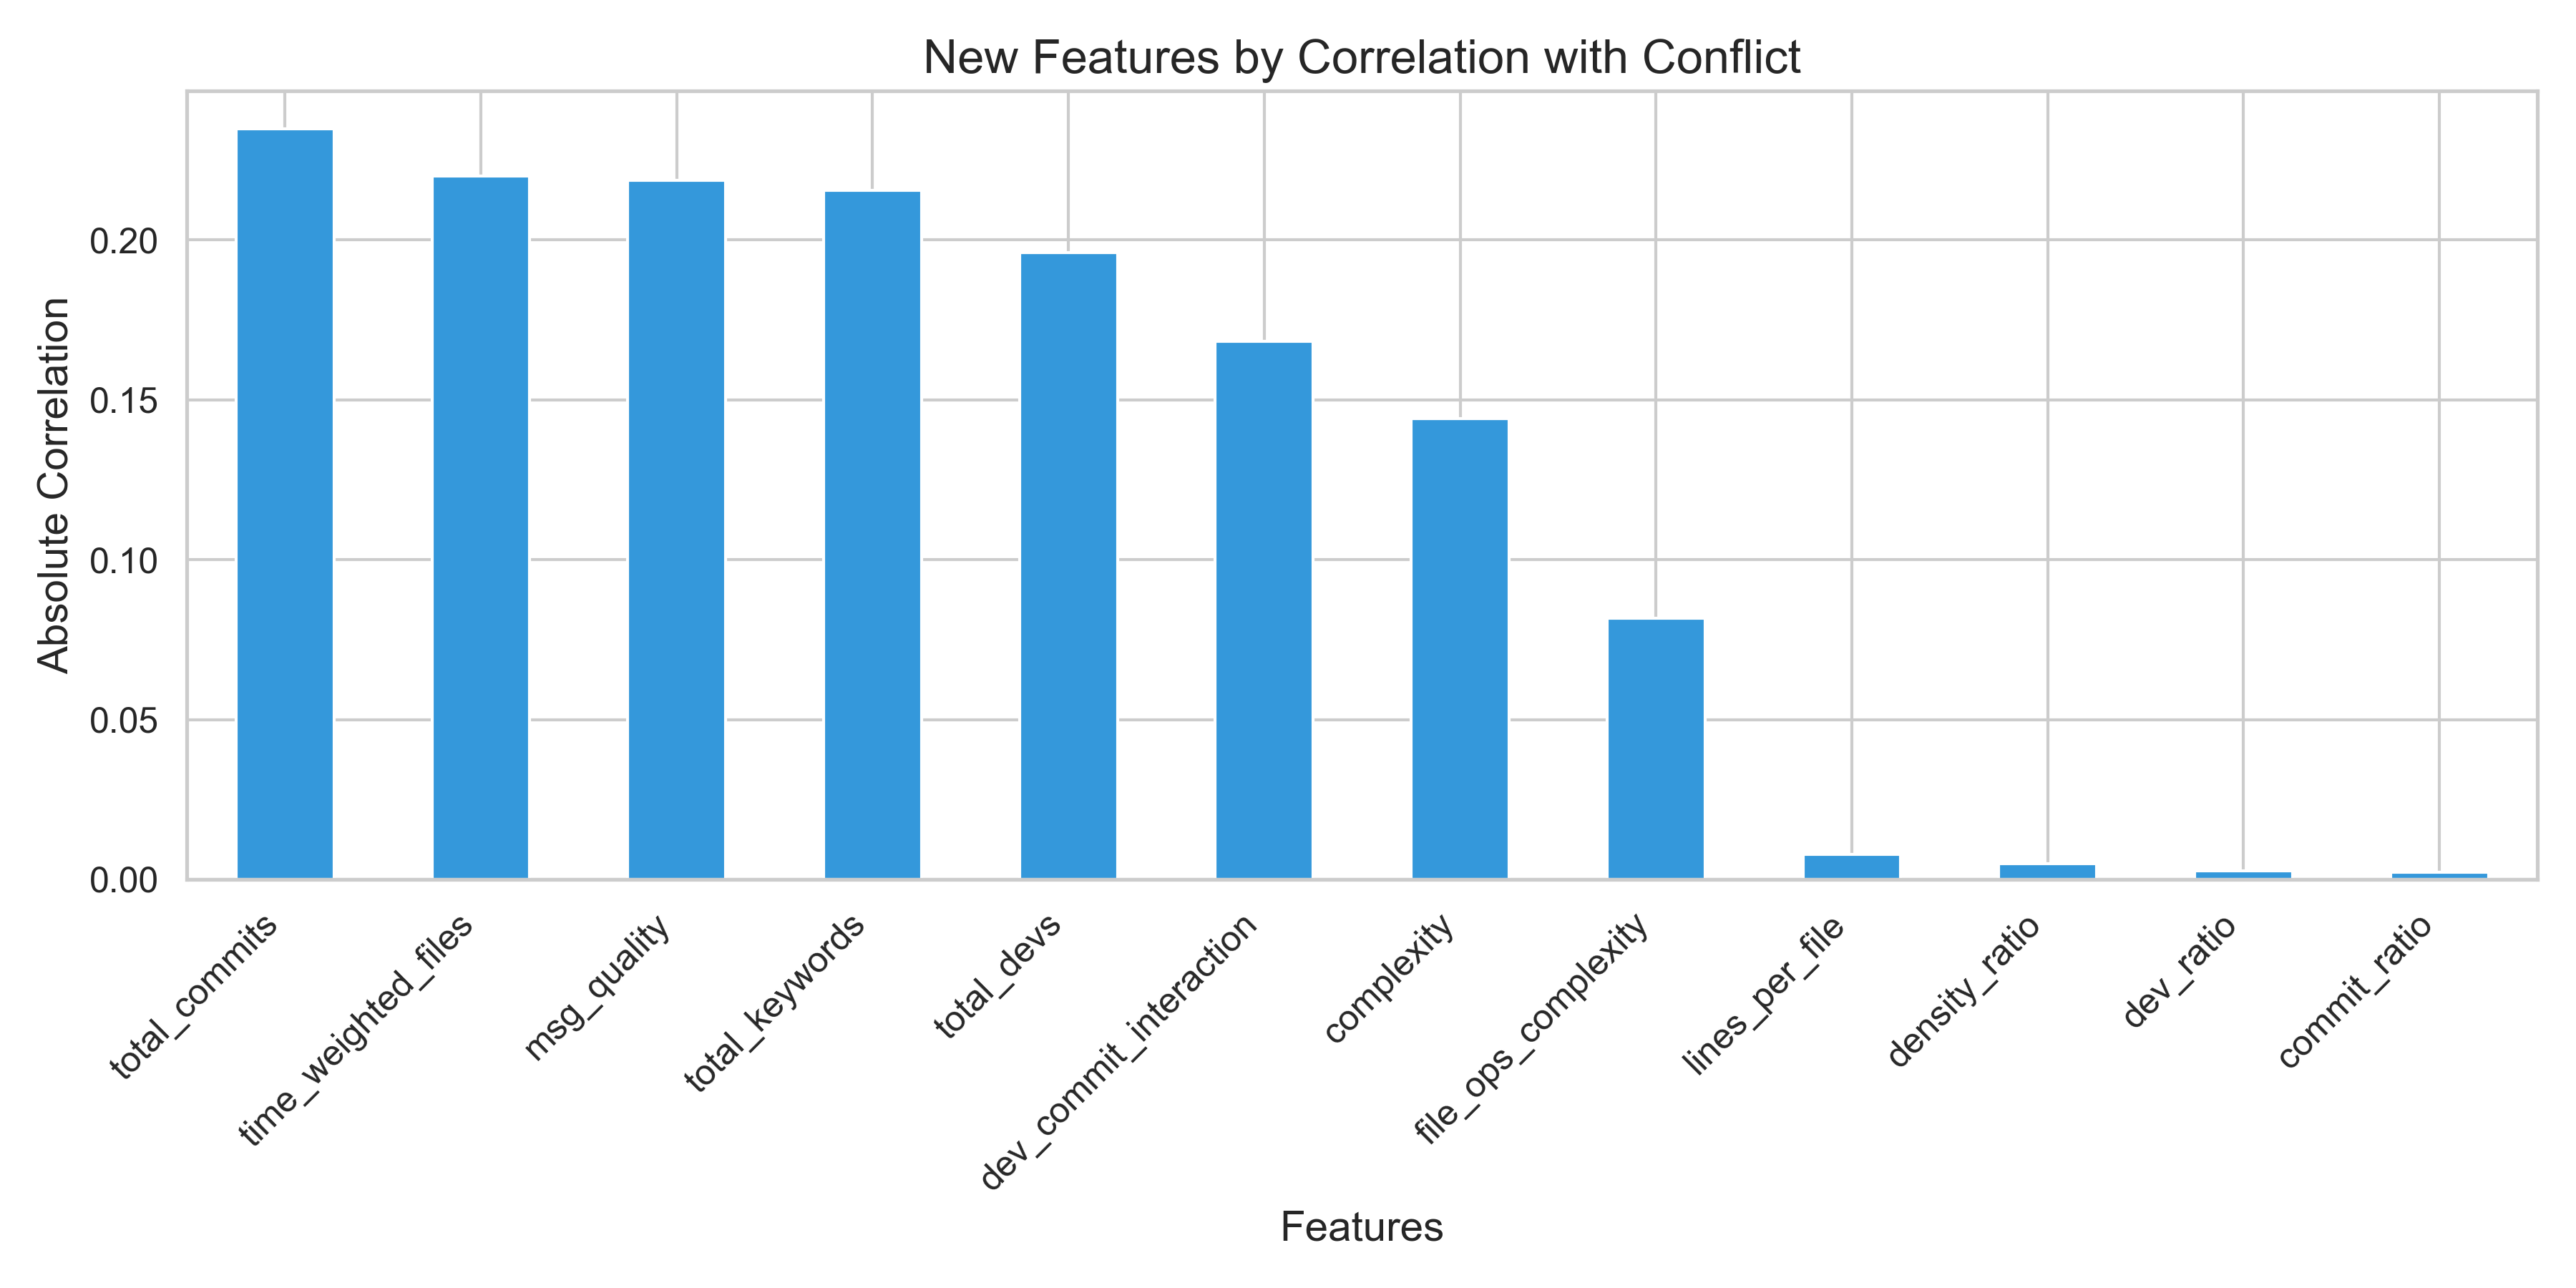 New Features by Correlation with Conflict
Absolute Correlation
0.20
0.15
0.10
0.05
0.00
total_commits
time_weighted_files
msg_quality
total_keywords
total_devs
dev_commit_interaction
complexity
file_ops_complexity
lines_per_file
density_ratio
dev_ratio
commit_ratio
Features